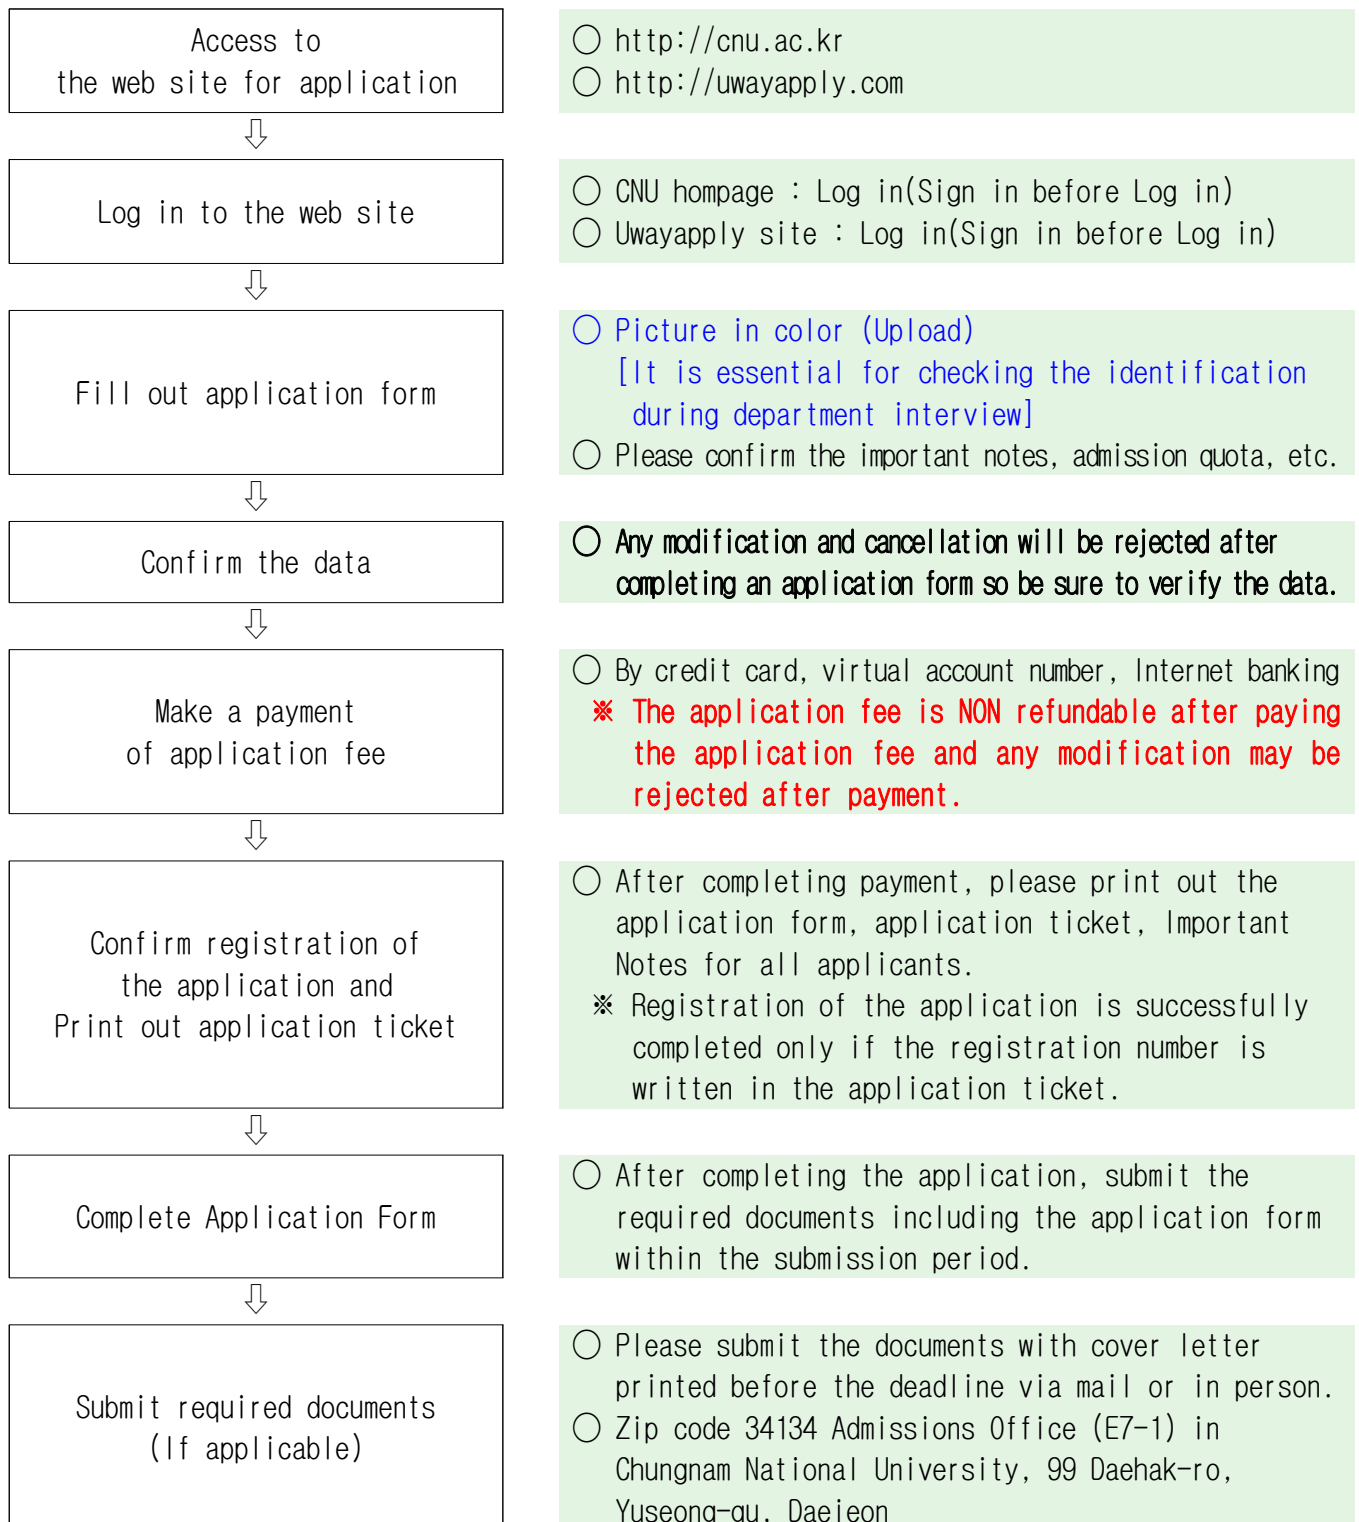 Access to
the web site for application
○ http://cnu.ac.kr
○ http://uwayapply.com
⇩
Log in to the web site
○ CNU hompage : Log in(Sign in before Log in)
○ Uwayapply site : Log in(Sign in before Log in)
⇩
Fill out application form
○ Picture in color (Upload)
[It is essential for checking the identification
during department interview]
○ Please confirm the important notes, admission quota, etc.
⇩
Confirm the data
○ Any modification and cancellation will be rejected after
completing an application form so be sure to verify the data.
⇩
Make a payment
of application fee
○ By credit card, virtual account number, Internet banking
※ The application fee is NON refundable after paying
the application fee and any modification may be
rejected after payment.
⇩
Confirm registration of
the application and
Print out application ticket
○ After completing payment, please print out the
application form, application ticket, Important
Notes for all applicants.
※ Registration of the application is successfully
completed only if the registration number is
written in the application ticket.
⇩
Complete Application Form
○ After completing the application, submit the
required documents including the application form
within the submission period.
⇩
Submit required documents
(If applicable)
○ Please submit the documents with cover letter
printed before the deadline via mail or in person.
○ Zip code 34134 Admissions Office (E7-1) in
Chungnam National University, 99 Daehak-ro,
Yuseong-gu, Daejeon